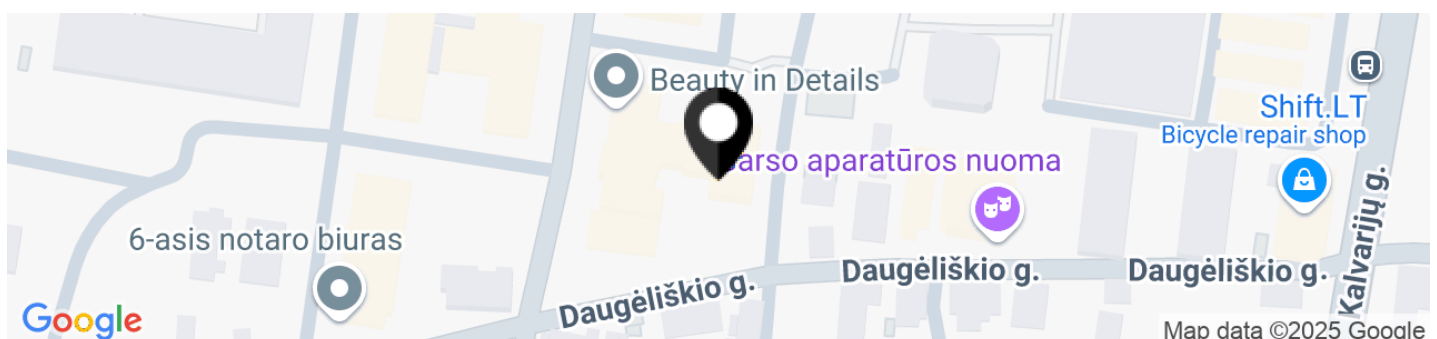 Beauty in Details
Shift.LT
Bicycle repair shop
arso aparatūros nuoma
6-asis notaro biuras
Kalvarijų g.
Daugėliškio g.
Daugėliškio g.
Daugėliškio g.
Google
Map data ©2025 Google